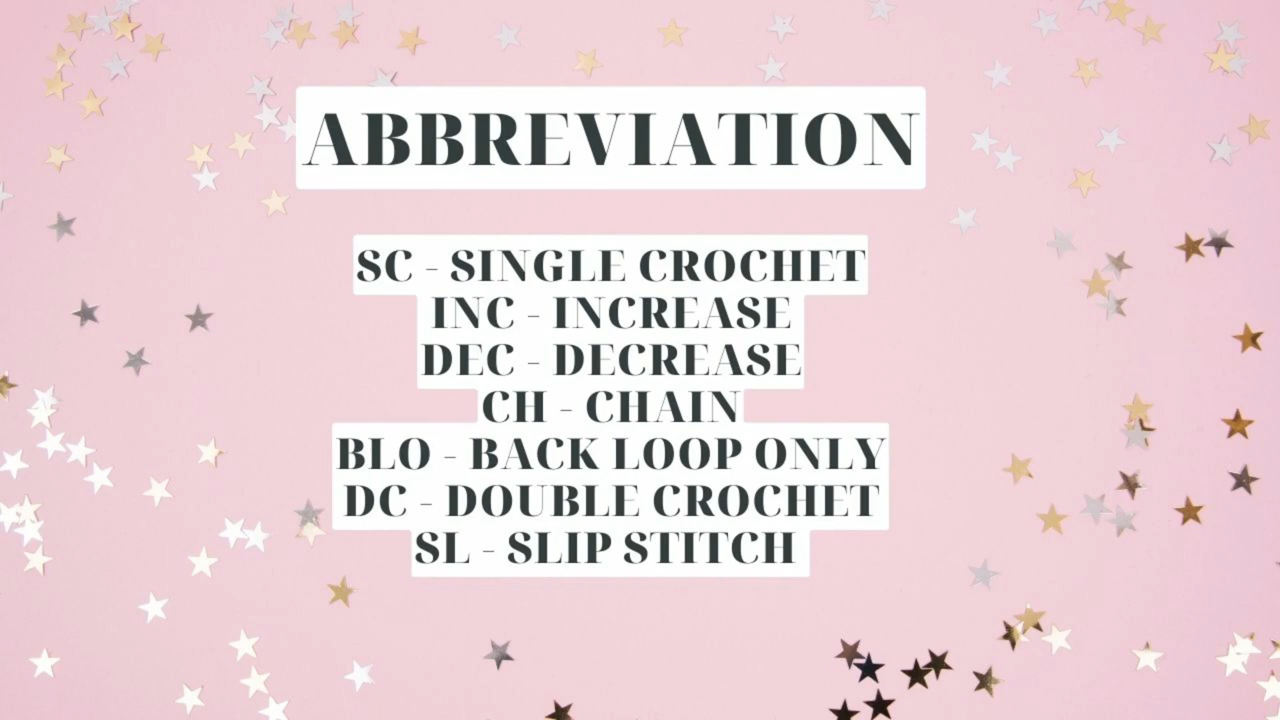 ABBREVIATION
SC - SINGLE CROCHET
INC - INCREASE
DEC - DECREASE
CH - CHAIN
BLO - BACK LOOP ONLY
DC - DOUBLE CROCHET
SL - SLIP STITCH